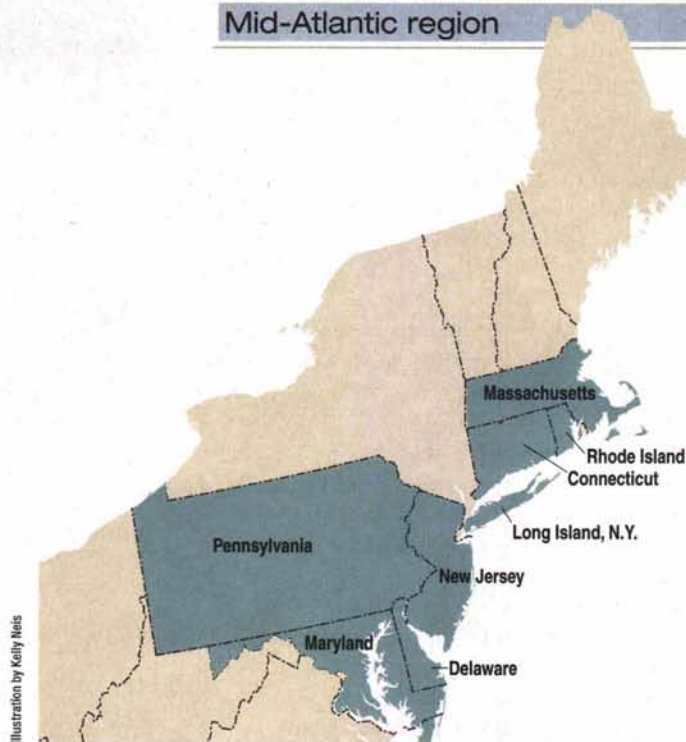 Mid-Atlantic region
Massachusetts
Rhode Island
Connecticut
Long Island, N.Y.
Pennsylvania
New Jersey
Maryland
Delaware
Illustration by Kelly Neis